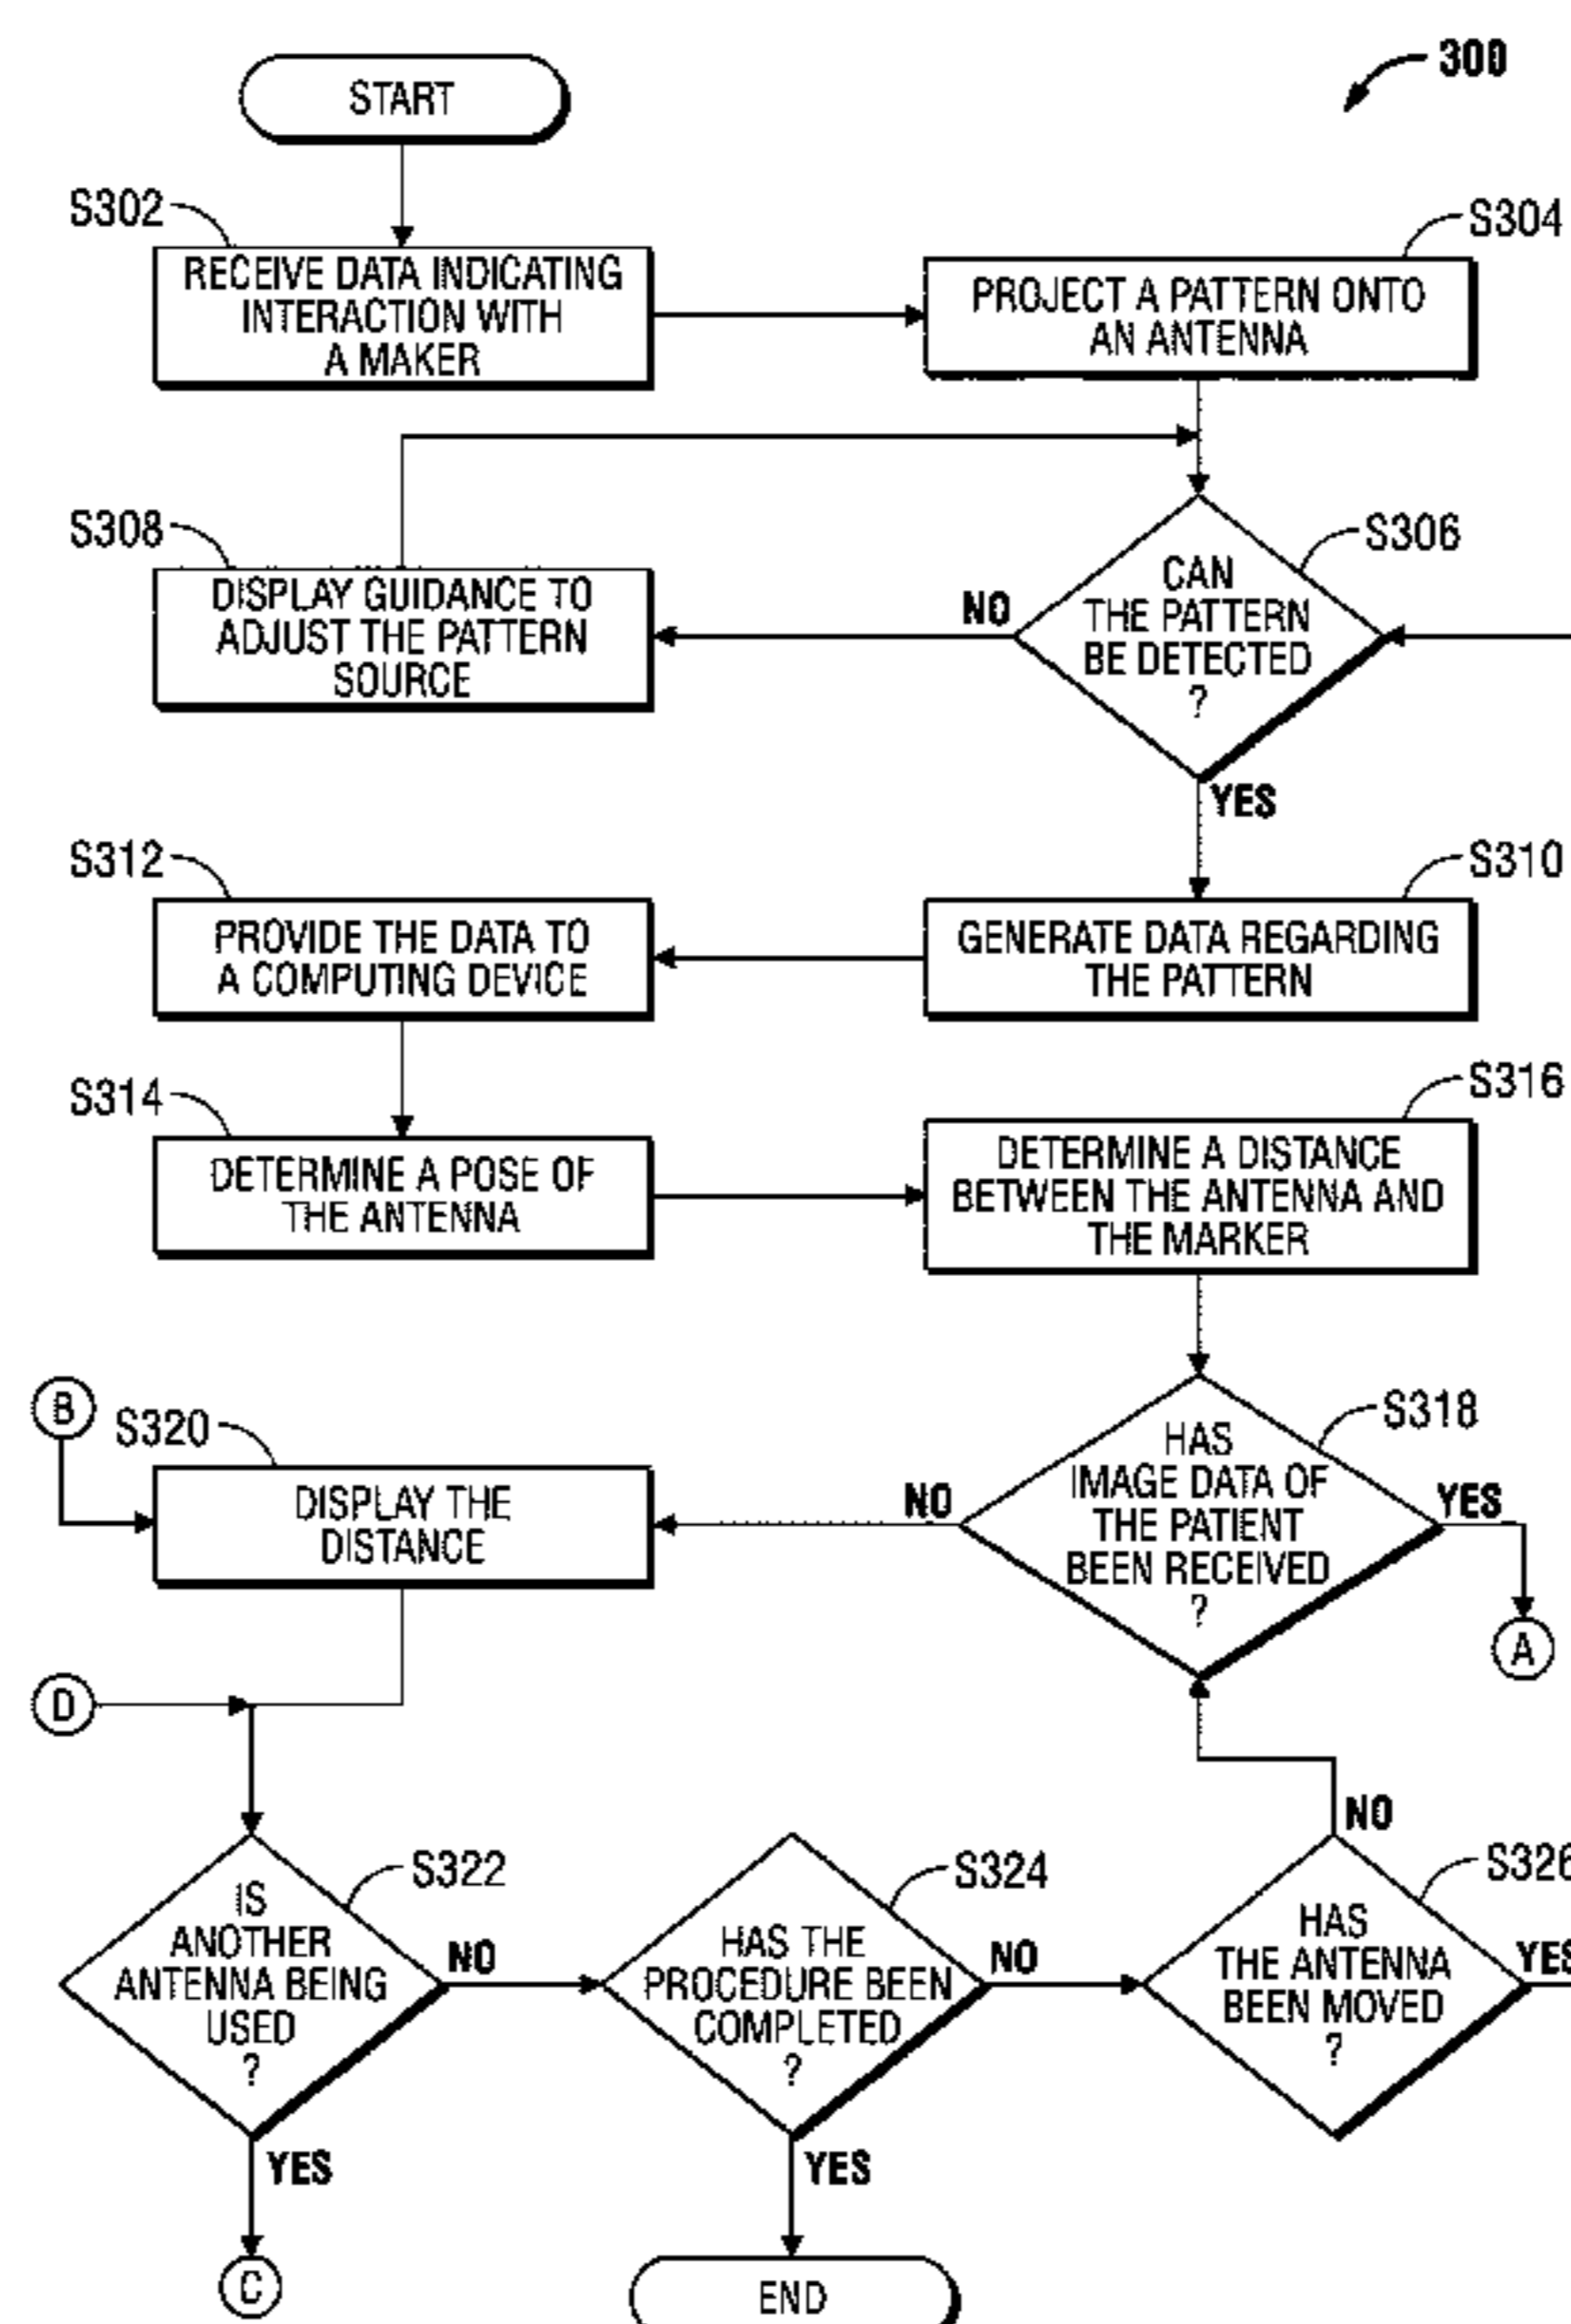 300
START
S302
RECEIVE DATA INDICATING
INTERACTION WITH
A MAKER
S304
PROJECT A PATTERN ONTO
AN ANTENNA
S306
CAN
THE PATTERN
BE DETECTED
?
NO
YES
S308
DISPLAY GUIDANCE TO
ADJUST THE PATTERN
SOURCE
S310
GENERATE DATA REGARDING
THE PATTERN
S312
PROVIDE THE DATA TO
A COMPUTING DEVICE
S314
DETERMINE A POSE OF
THE ANTENNA
S316
DETERMINE A DISTANCE
BETWEEN THE ANTENNA AND
THE MARKER
S318
HAS
IMAGE DATA OF
THE PATIENT
BEEN RECEIVED
?
NO
YES
A
B
S320
DISPLAY THE
DISTANCE
D
S322
IS
ANOTHER
ANTENNA BEING
USED
?
NO
YES
C
S324
HAS THE
PROCEDURE BEEN
COMPLETED
?
NO
YES
END
S326
HAS
THE ANTENNA
BEEN MOVED
?
NO
YES